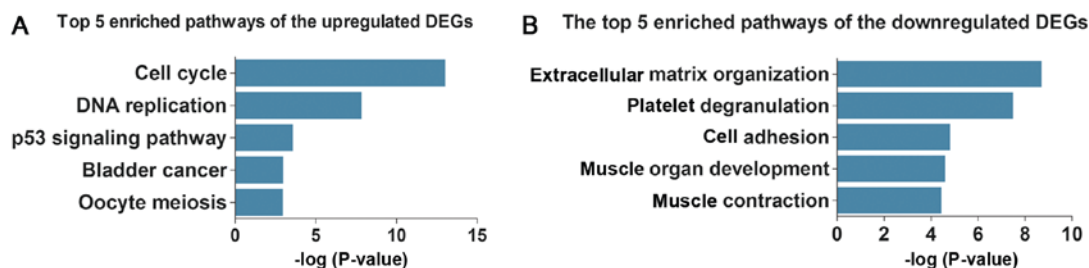 A Top 5 enriched pathways of the upregulated DEGs
Cell cycle
DNA replication
p53 signaling pathway
Bladder cancer
Oocyte meiosis
0 5 10 15
-log (P-value)
B The top 5 enriched pathways of the downregulated DEGs
Extracellular matrix organization
Platelet degranulation
Cell adhesion
Muscle organ development
Muscle contraction
0 2 4 6 8 10
-log (P-value)